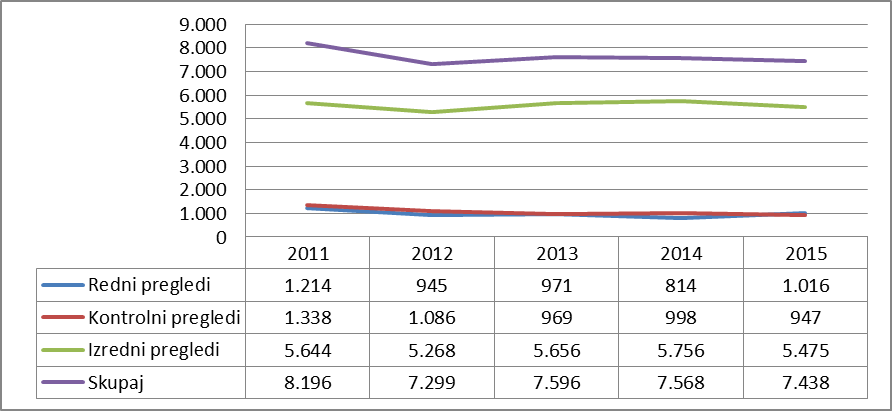 9.000
8.000
7.000
6.000
5.000
4.000
3.000
2.000
1.000
0
2011 2012 2013 2014 2015
Redni pregledi 1.214 945 971 814 1.016
Kontrolni pregledi 1.338 1.086 969 998 947
Izredni pregledi 5.644 5.268 5.656 5.756 5.475
Skupaj 8.196 7.299 7.596 7.568 7.438